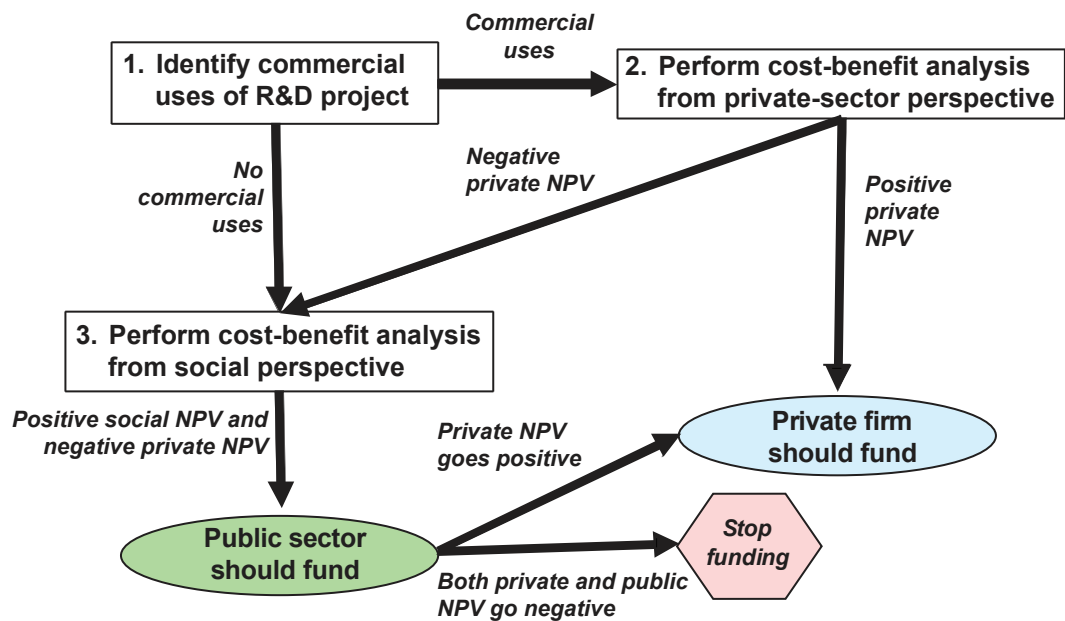 Commercial
uses
1. Identify commercial
uses of R&D project
2. Perform cost-benefit analysis
from private-sector perspective
No
commercial
uses
Negative
private NPV
Positive
private
NPV
3. Perform cost-benefit analysis
from social perspective
Positive social NPV and
negative private NPV
Private NPV
goes positive
Private firm
should fund
Public sector
should fund
Stop
funding
Both private and public
NPV go negative